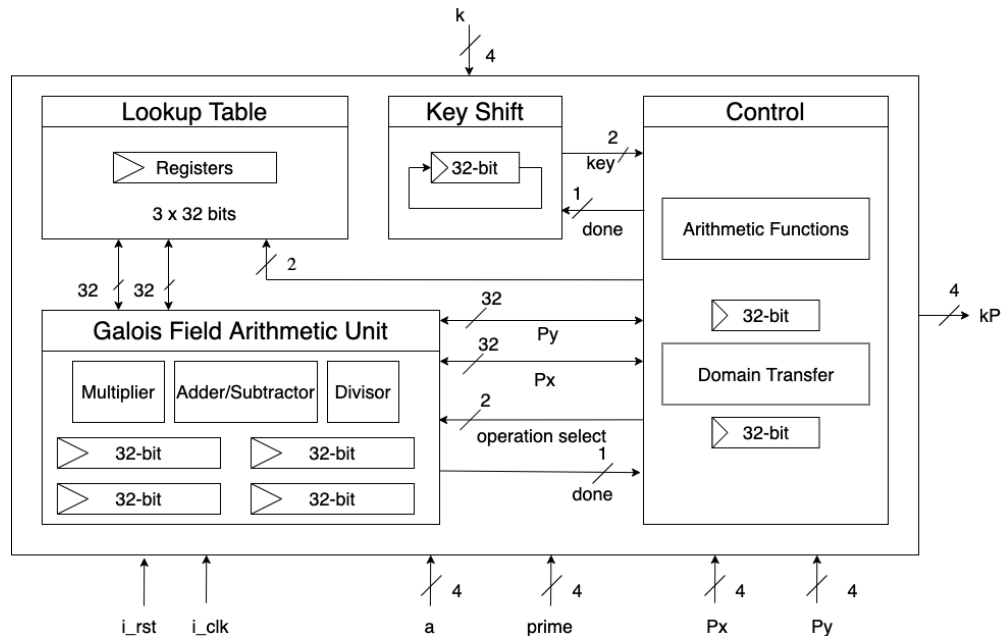 k
4
Lookup Table
Registers
3 x 32 bits
Key Shift
32-bit
2
key
1
done
Control
Arithmetic Functions
32-bit
Domain Transfer
32-bit
4
kP
32
32
2
Galois Field Arithmetic Unit
Multiplier
Adder/Subtractor
Divisor
32-bit
32-bit
32-bit
32-bit
32
Py
32
Px
2
operation select
1
done
4
4
4
4
i_rst
i_clk
a
prime
Px
Py